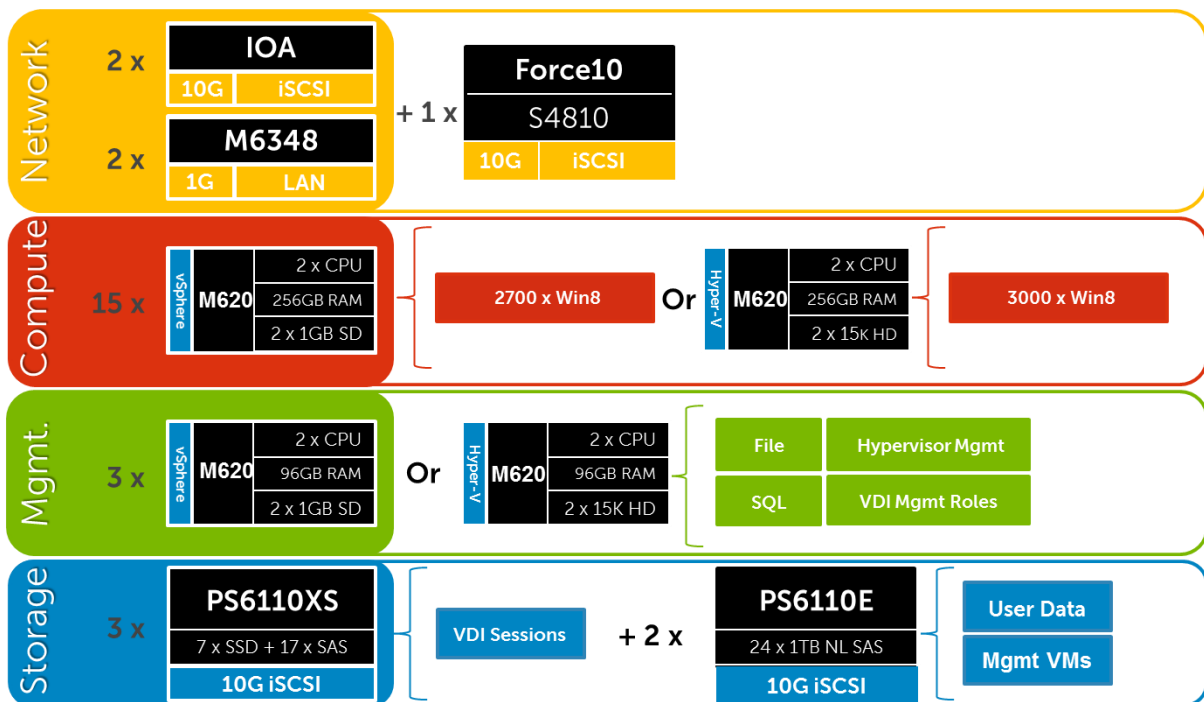 Network
2 x
IOA
10G
iSCSI
2 x
M6348
1G
LAN
+ 1 x
Force10
S4810
10G
iSCSI
Compute
15 x
vSphere
M620
2 x CPU
256GB RAM
2 x 1GB SD
2700 x Win8
Or
Hyper-V
M620
2 x CPU
256GB RAM
2 x 15K HD
3000 x Win8
Mgmt.
3 x
vSphere
M620
2 x CPU
96GB RAM
2 x 1GB SD
Or
Hyper-V
M620
2 x CPU
96GB RAM
2 x 15K HD
File
Hypervisor Mgmt
SQL
VDI Mgmt Roles
Storage
3 x
PS6110XS
7 x SSD + 17 x SAS
10G iSCSI
VDI Sessions
+ 2 x
PS6110E
24 x 1TB NL SAS
10G iSCSI
User Data
Mgmt VMs